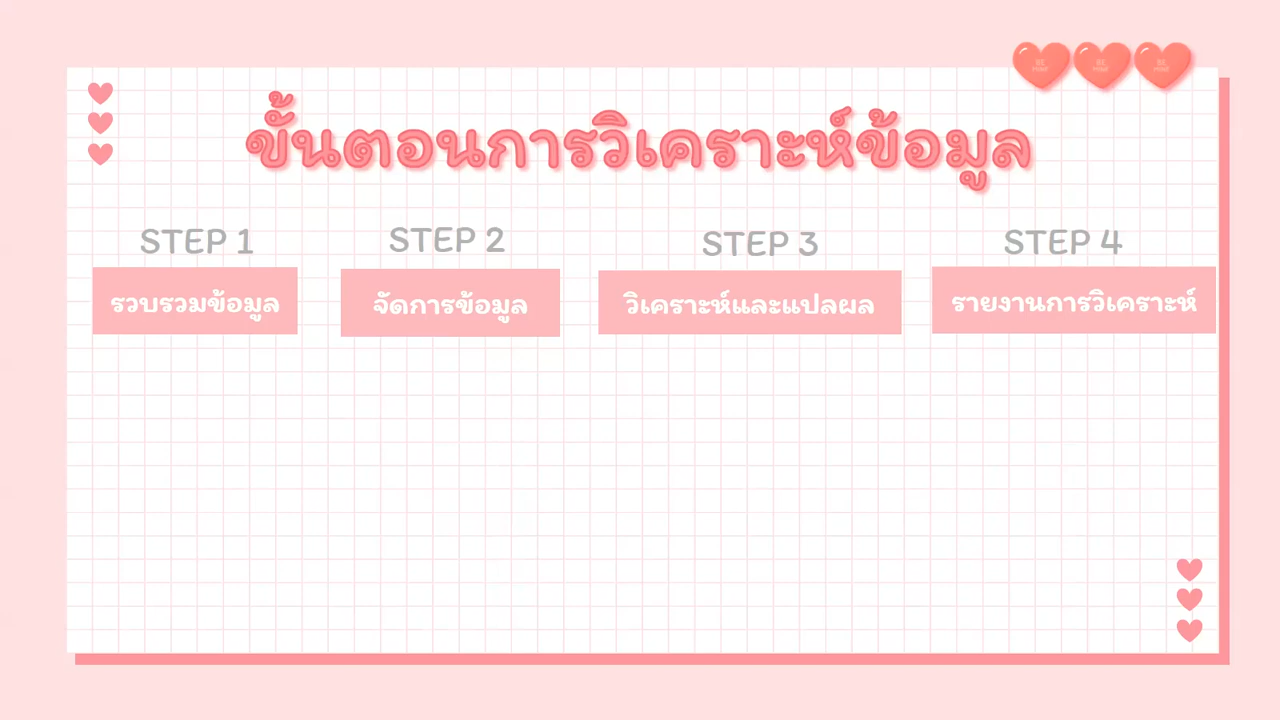 ขั้นตอนการวิเคราะห์ข้อมูล
STEP 1
รวบรวมข้อมูล
STEP 2
จัดการข้อมูล
STEP 3
วิเคราะห์และแปลผล
STEP 4
รายงานการวิเคราะห์